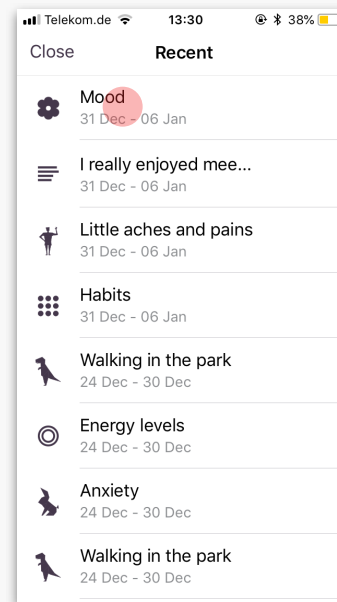 Telekom.de 13:30 38%
Close Recent
Mood
31 Dec - 06 Jan
I really enjoyed mee...
31 Dec - 06 Jan
Little aches and pains
31 Dec - 06 Jan
Habits
31 Dec - 06 Jan
Walking in the park
24 Dec - 30 Dec
Energy levels
24 Dec - 30 Dec
Anxiety
24 Dec - 30 Dec
Walking in the park
24 Dec - 30 Dec